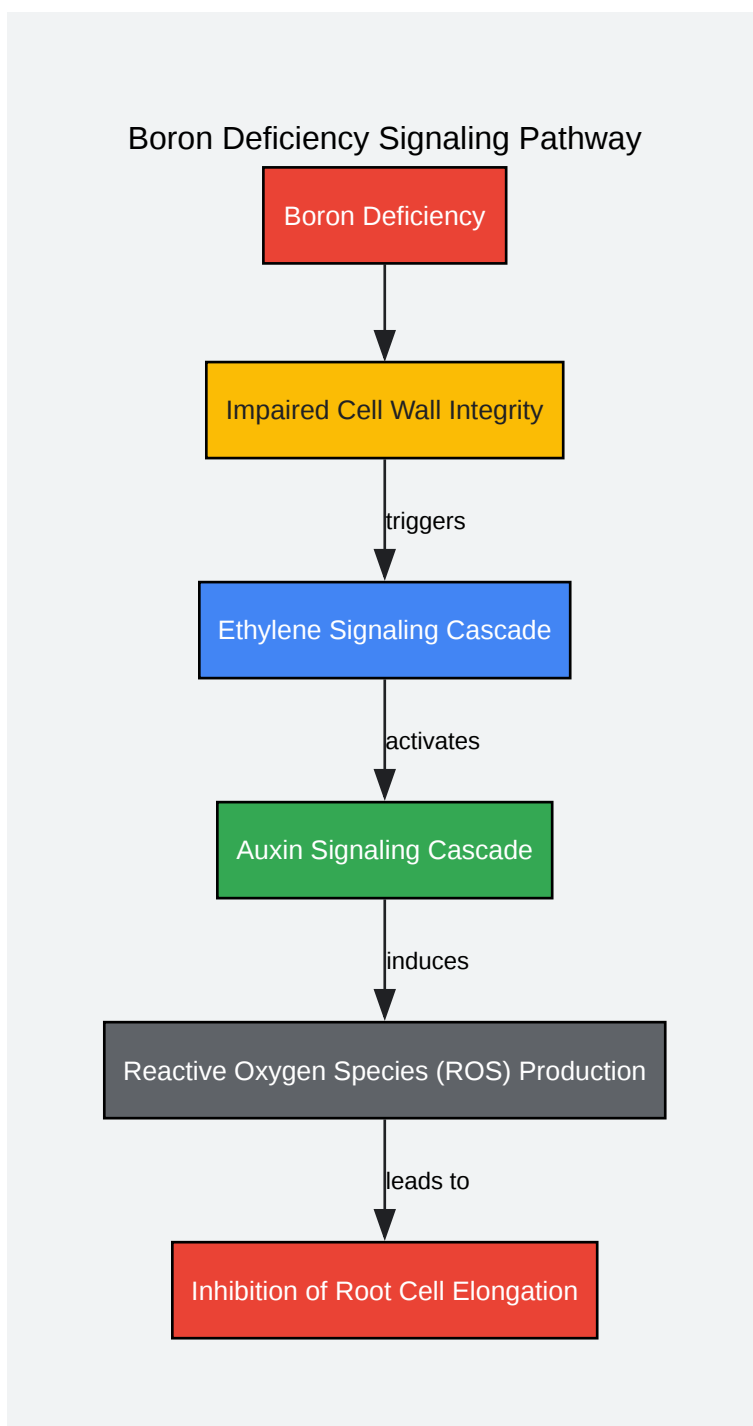 Boron Deficiency Signaling Pathway
Boron Deficiency
Impaired Cell Wall Integrity
triggers
Ethylene Signaling Cascade
activates
Auxin Signaling Cascade
induces
Reactive Oxygen Species (ROS) Production
leads to
Inhibition of Root Cell Elongation